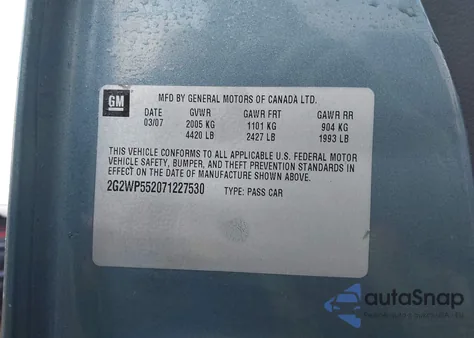 GM
MFD BY GENERAL MOTORS OF CANADA LTD.
DATE GVWR GAWR FRT GAWR RR
03/07 2005 KG 1101 KG 904 KG
4420 LB 2427 LB 1993 LB
THIS VEHICLE CONFORMS TO ALL APPLICABLE U.S. FEDERAL MOTOR
VEHICLE SAFETY, BUMPER, AND THEFT PREVENTION STANDARDS IN
EFFECT ON THE DATE OF MANUFACTURE SHOWN ABOVE.
2G2WP552071227530 TYPE: PASS CAR
autoSnap